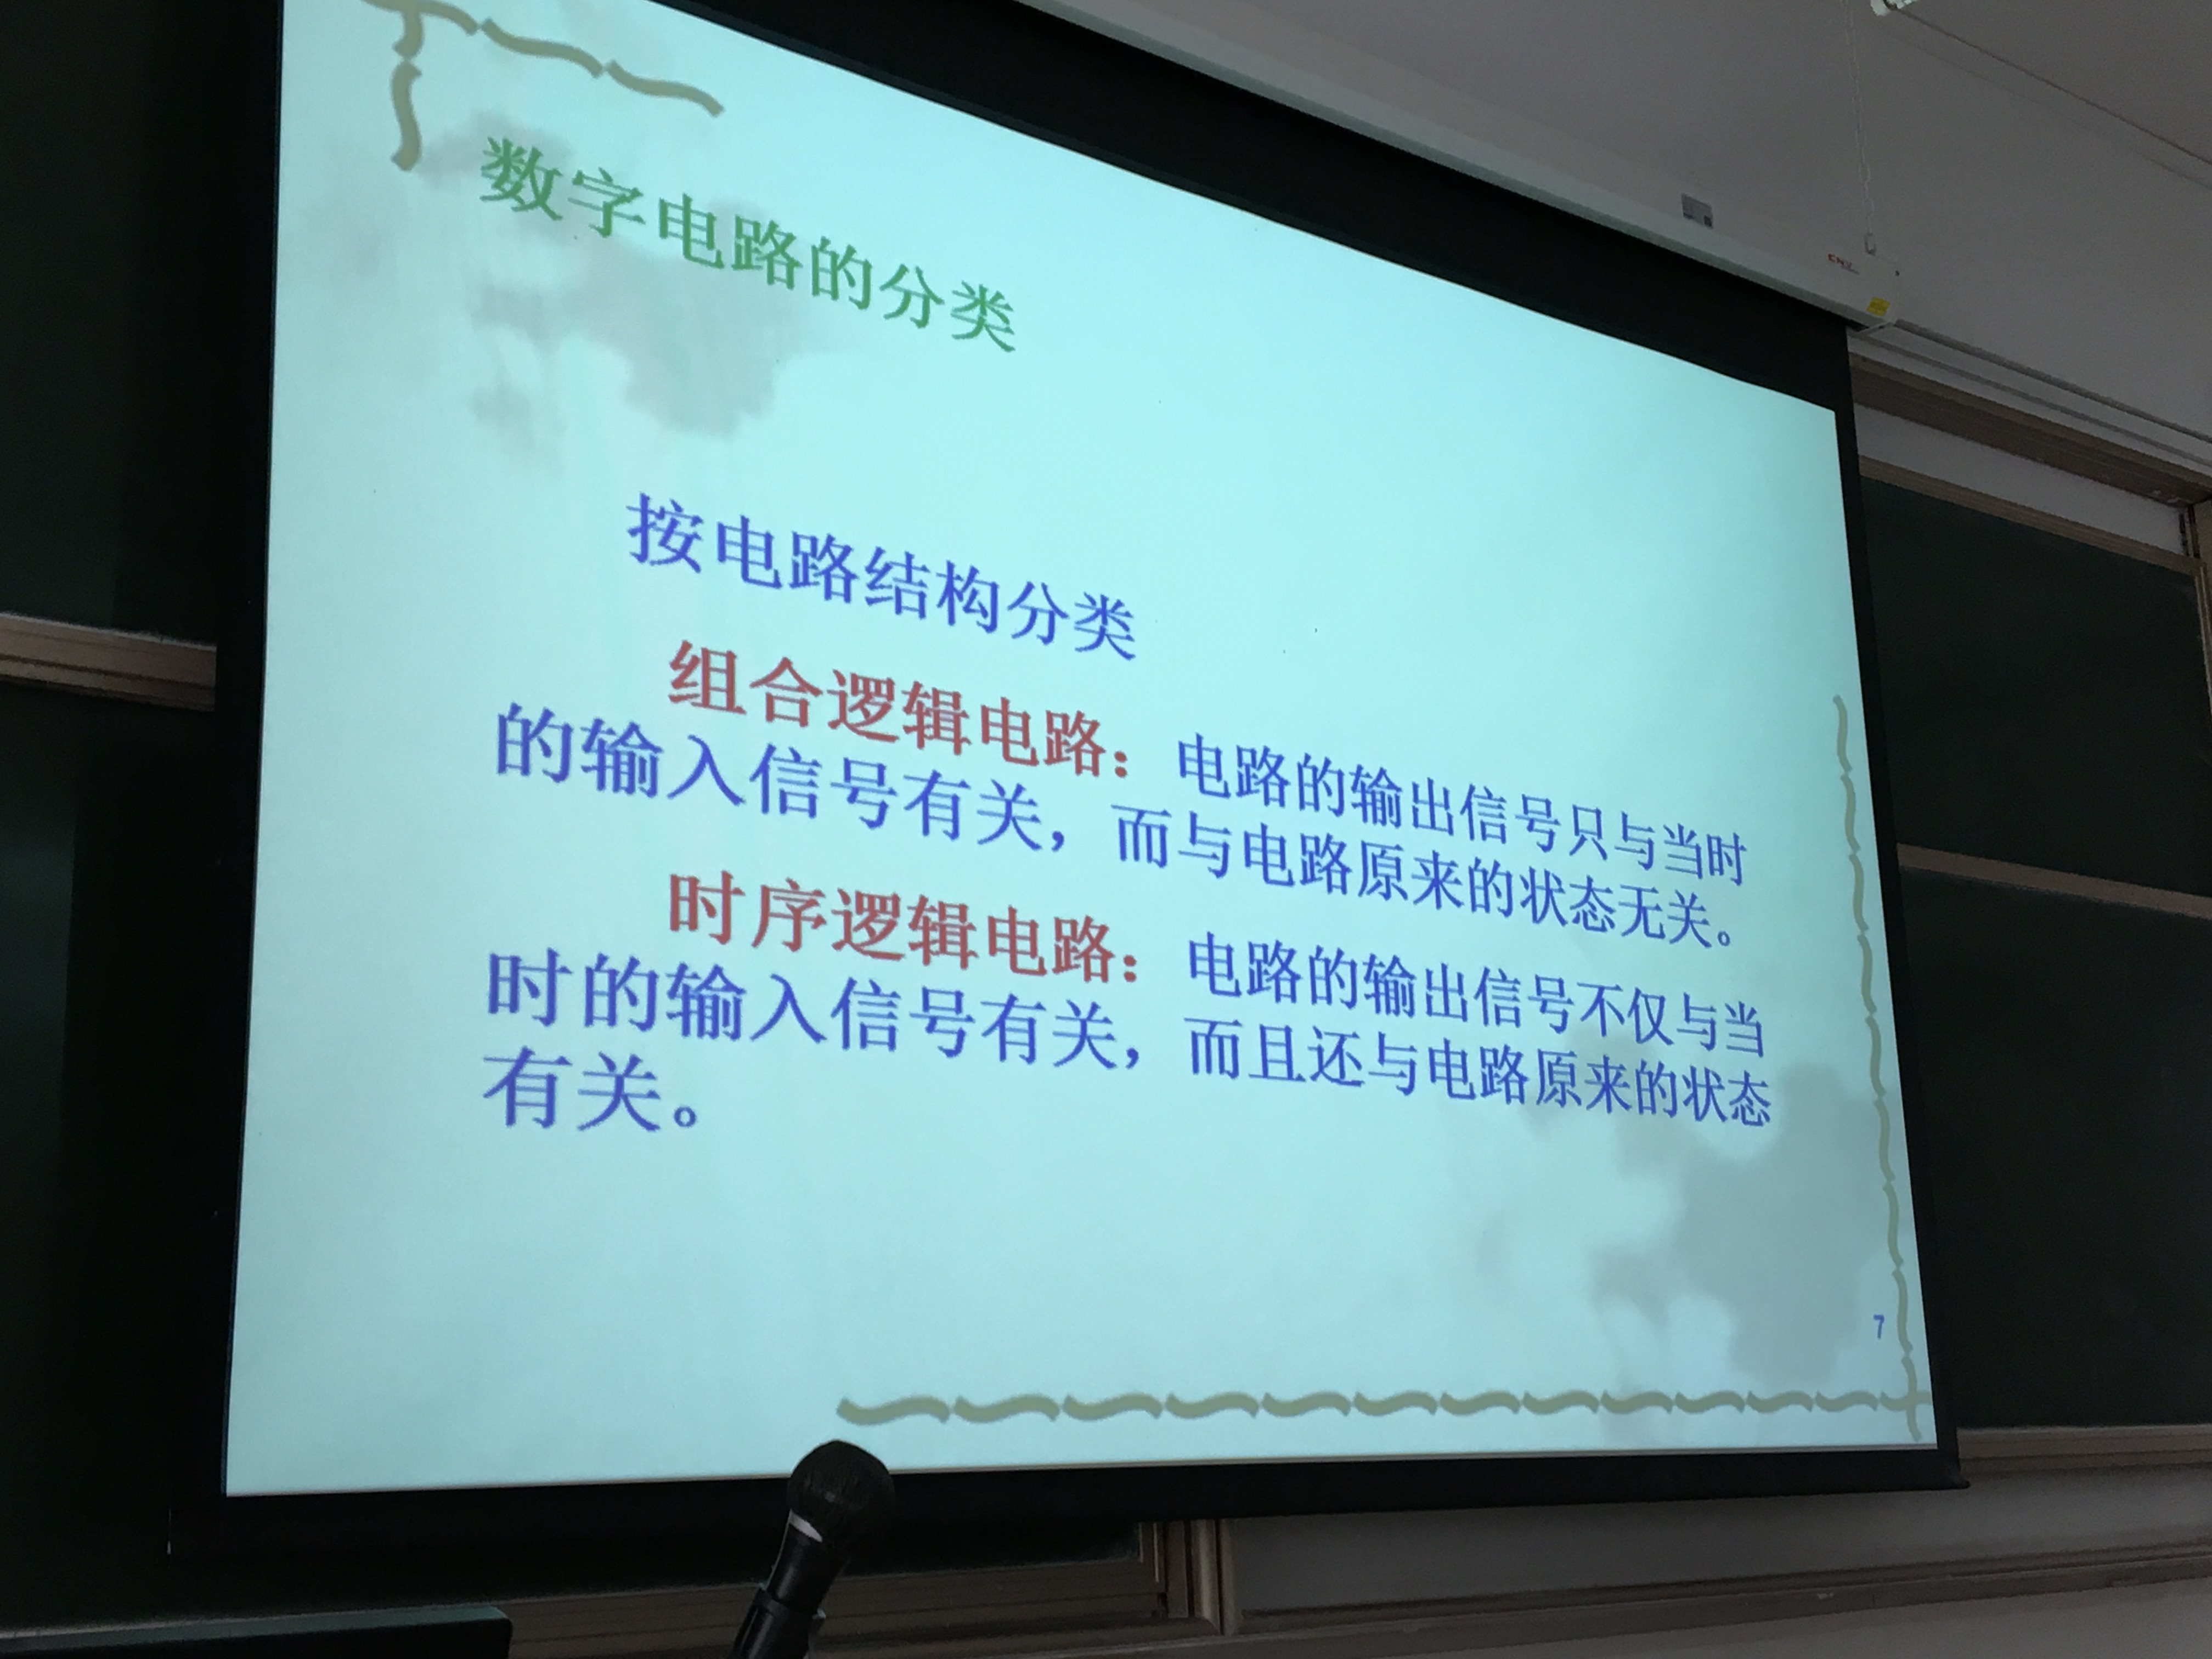 数字电路的分类
按电路结构分类
组合逻辑电路：电路的输出信号只与当时
的输入信号有关，而与电路原来的状态无关。
时序逻辑电路：电路的输出信号不仅与当
时的输入信号有关，而且还与电路原来的状态
有关。
7